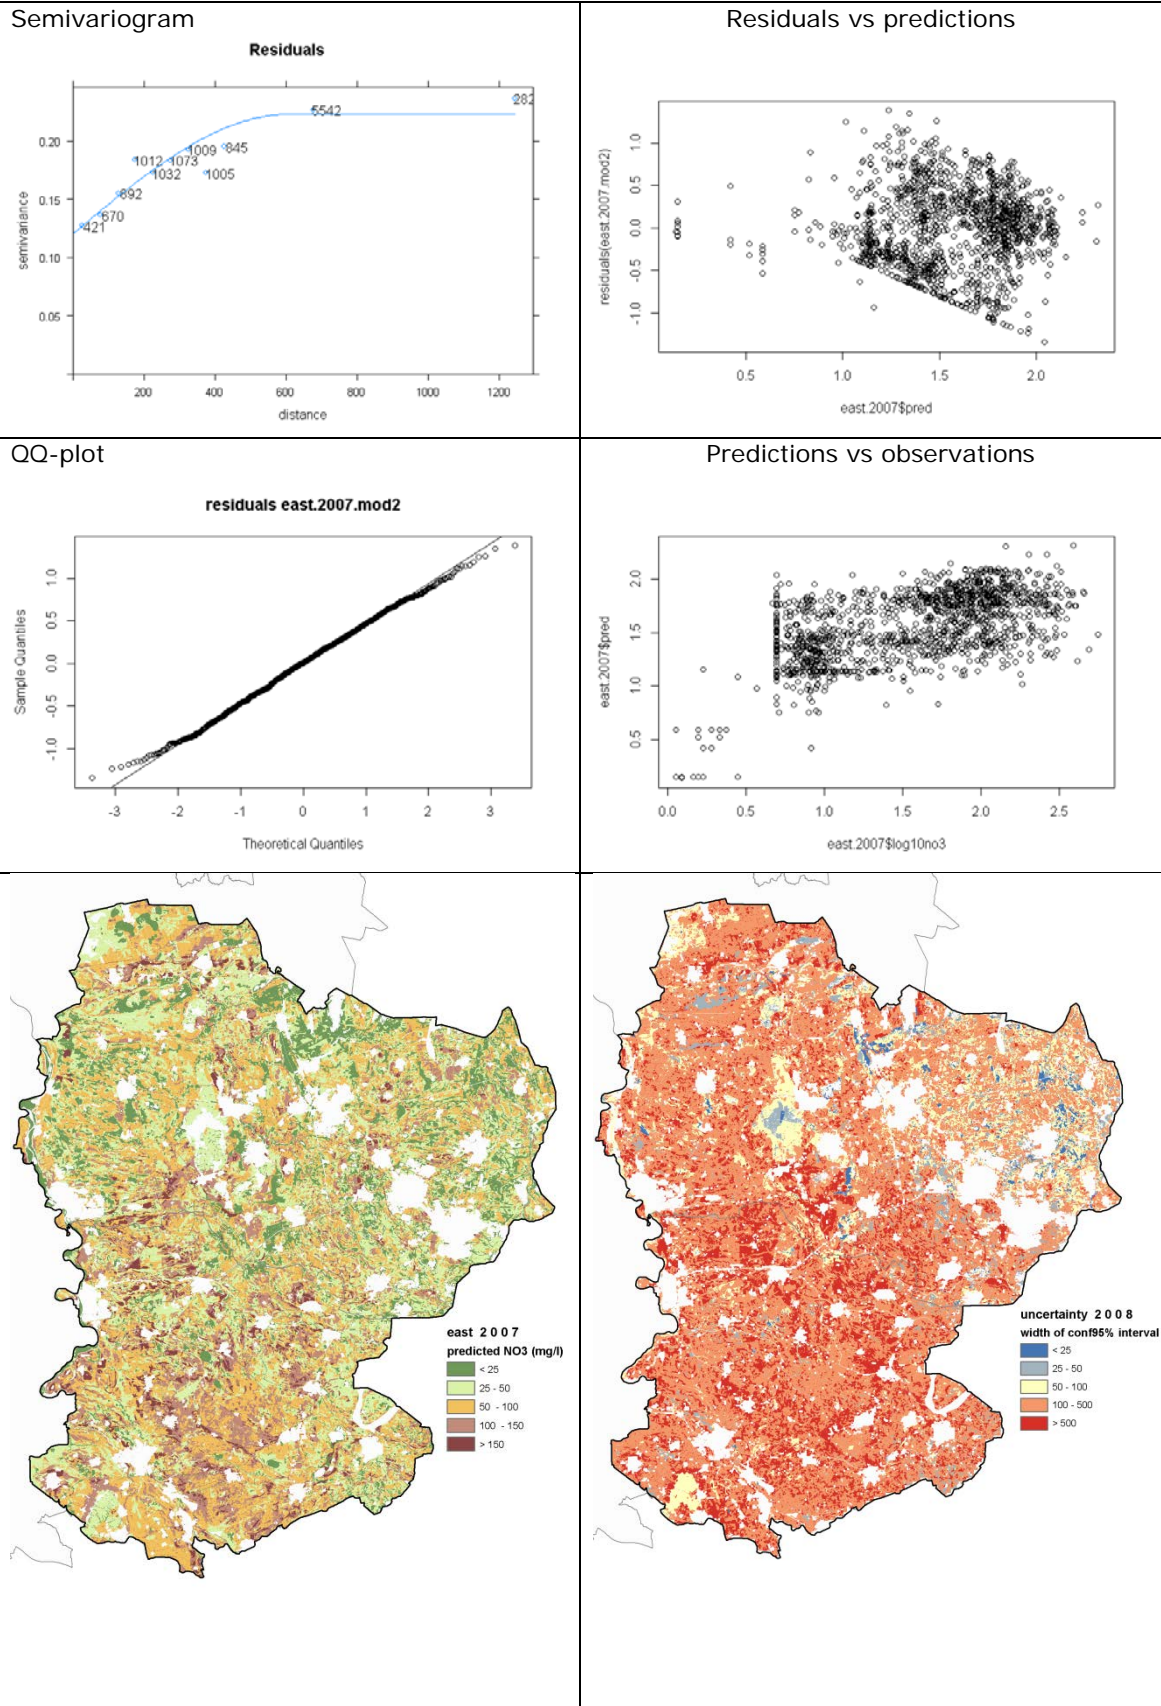 Semivariogram
Residuals
semivariance
0.20
0.15
0.10
0.05
421
670
892
1012
1032
1073
1009
1005
845
5542
282
200
400
600
800
1000
1200
distance
Residuals vs predictions
residuals(east.2007.mod2)
1.0
0.5
0.0
-0.5
-1.0
0.5
1.0
1.5
2.0
east.2007$pred
QQ-plot
residuals east.2007.mod2
Sample Quantiles
1.0
0.5
0.0
-0.5
-1.0
-3
-2
-1
0
1
2
3
Theoretical Quantiles
Predictions vs observations
east.2007$pred
2.0
1.5
1.0
0.5
0.0
0.5
1.0
1.5
2.0
2.5
east.2007$log10no3
east 2007
predicted NO3 (mg/l)
< 25
25 - 50
50 - 100
100 - 150
> 150
uncertainty 2008
width of conf95% interval
< 25
25 - 50
50 - 100
100 - 500
> 500